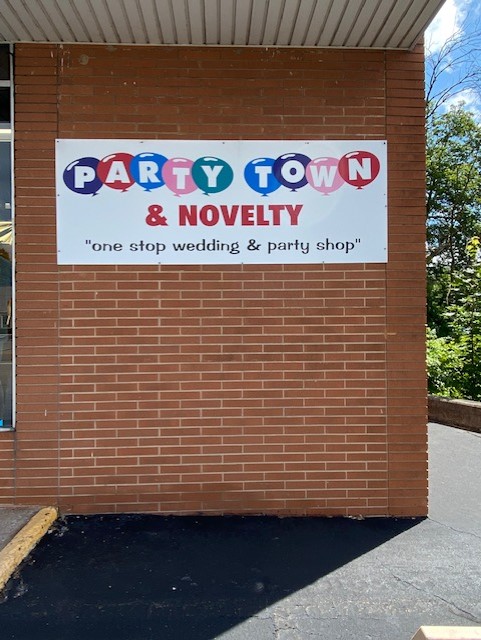 PARTY TOWN
& NOVELTY
"one stop wedding & party shop"